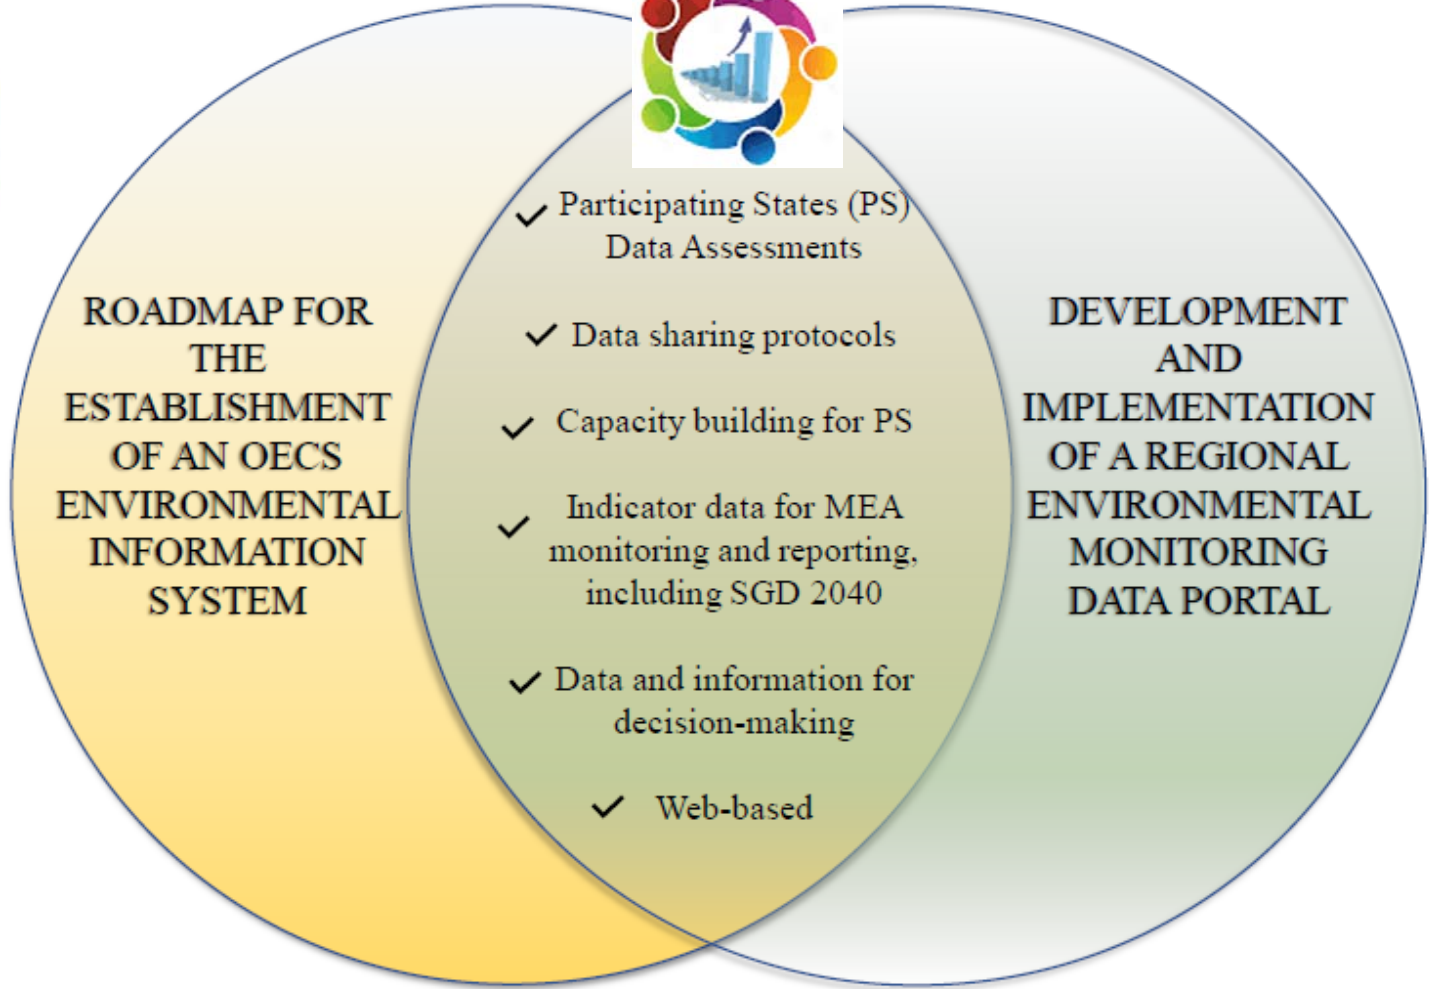 ROADMAP FOR
THE
ESTABLISHMENT
OF AN OECS
ENVIRONMENTAL
INFORMATION
SYSTEM
✓ Participating States (PS)
Data Assessments
✓ Data sharing protocols
✓ Capacity building for PS
✓ Indicator data for MEA
monitoring and reporting,
including SGD 2040
✓ Data and information for
decision-making
✓ Web-based
DEVELOPMENT
AND
IMPLEMENTATION
OF A REGIONAL
ENVIRONMENTAL
MONITORING
DATA PORTAL